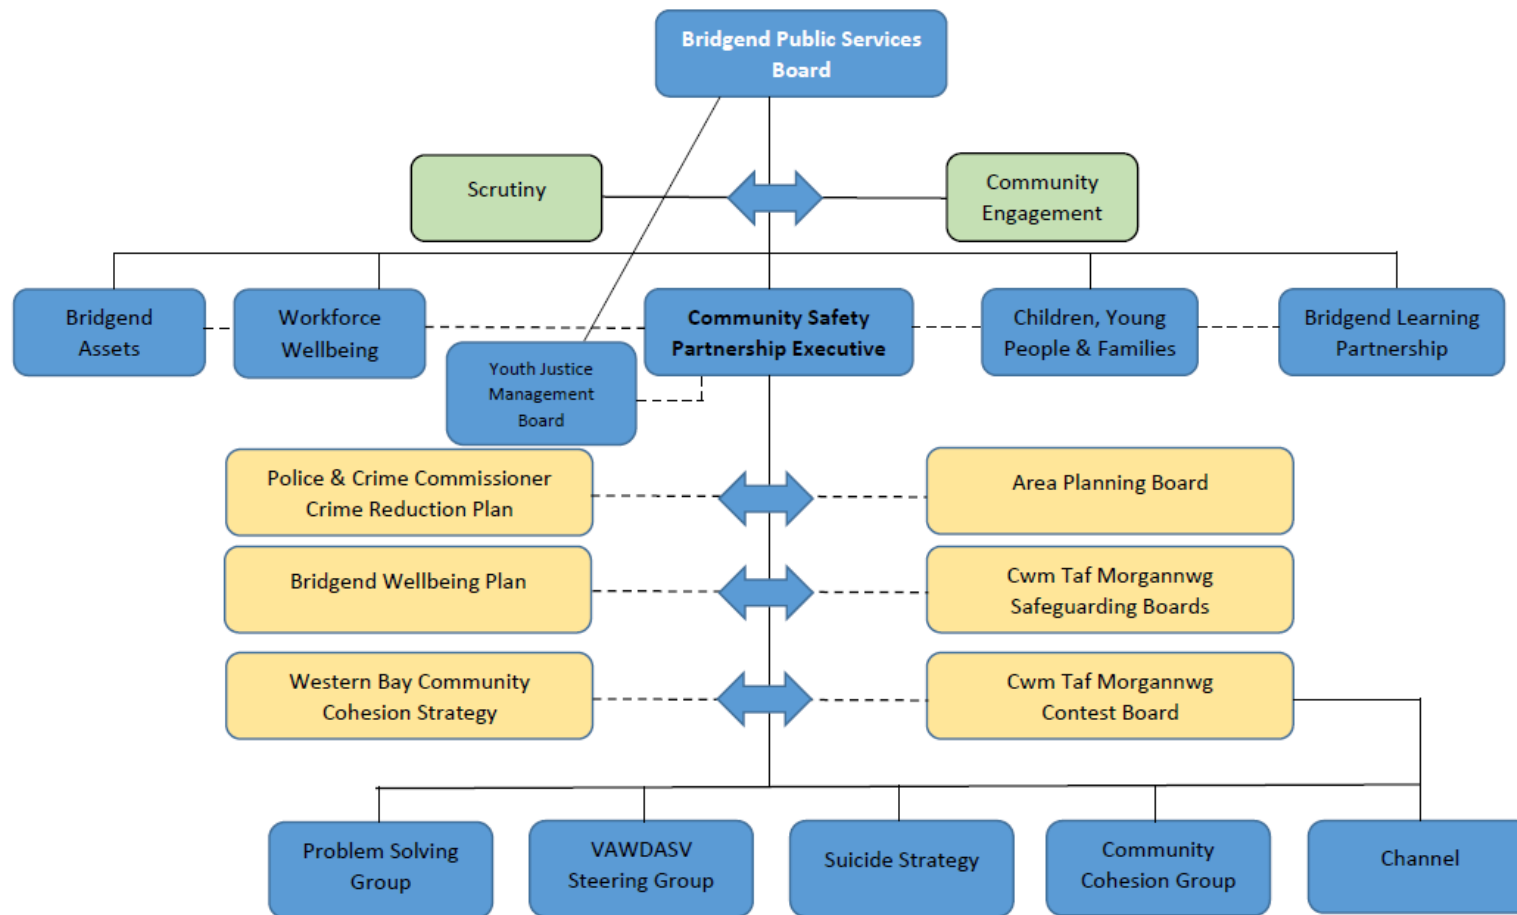 Bridgend Public Services
Board
Scrutiny
Community
Engagement
Bridgend
Assets
Workforce
Wellbeing
Community Safety
Partnership Executive
Children, Young
People & Families
Bridgend Learning
Partnership
Youth Justice
Management
Board
Police & Crime Commissioner
Crime Reduction Plan
Area Planning Board
Bridgend Wellbeing Plan
Cwm Taf Morgannwg
Safeguarding Boards
Western Bay Community
Cohesion Strategy
Cwm Taf Morgannwg
Contest Board
Problem Solving
Group
VAWDASV
Steering Group
Suicide Strategy
Community
Cohesion Group
Channel